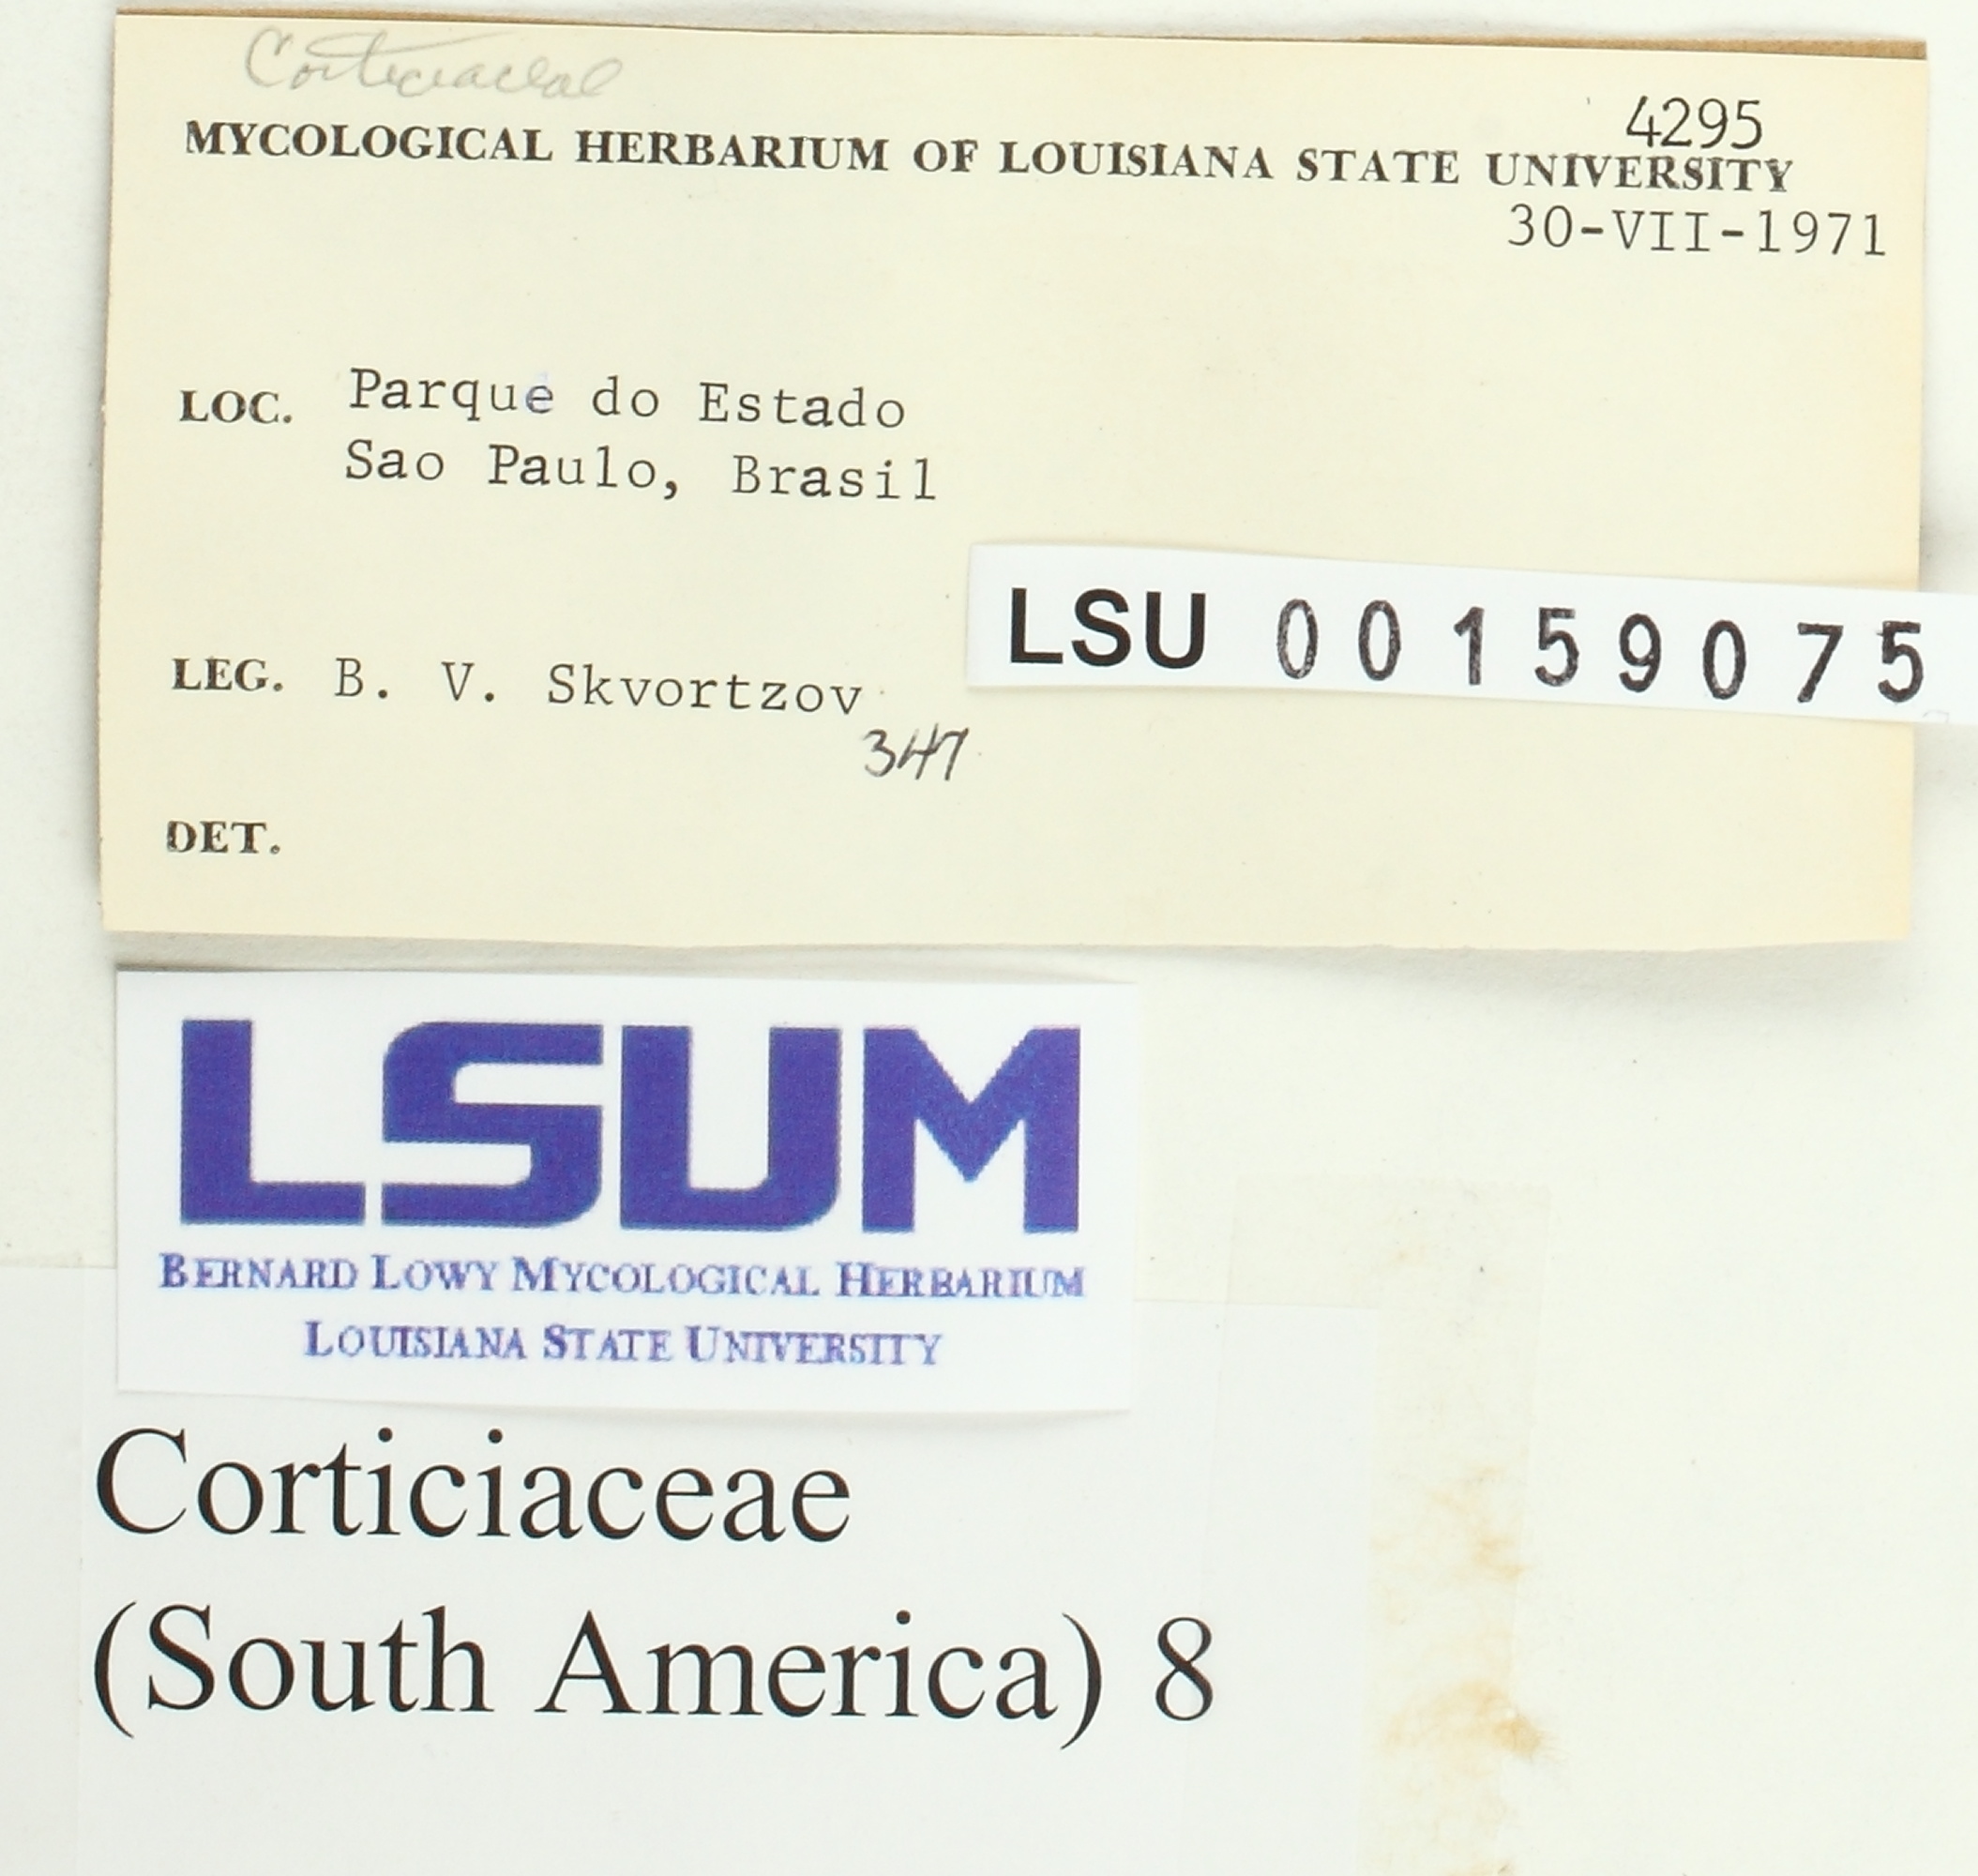 Corticiaceae
4295
MYCOLOGICAL HERBARIUM OF LOUISIANA STATE UNIVERSITY
30-VII-1971
LOC. Parque do Estado
Sao Paulo, Brasil
LSU 00159075
LEG. B. V. Skvortzov
347
DET.
LSUM
BERNARD LOWY MYCOLOGICAL HERBARIUM
LOUISIANA STATE UNIVERSITY
Corticiaceae
(South America) 8